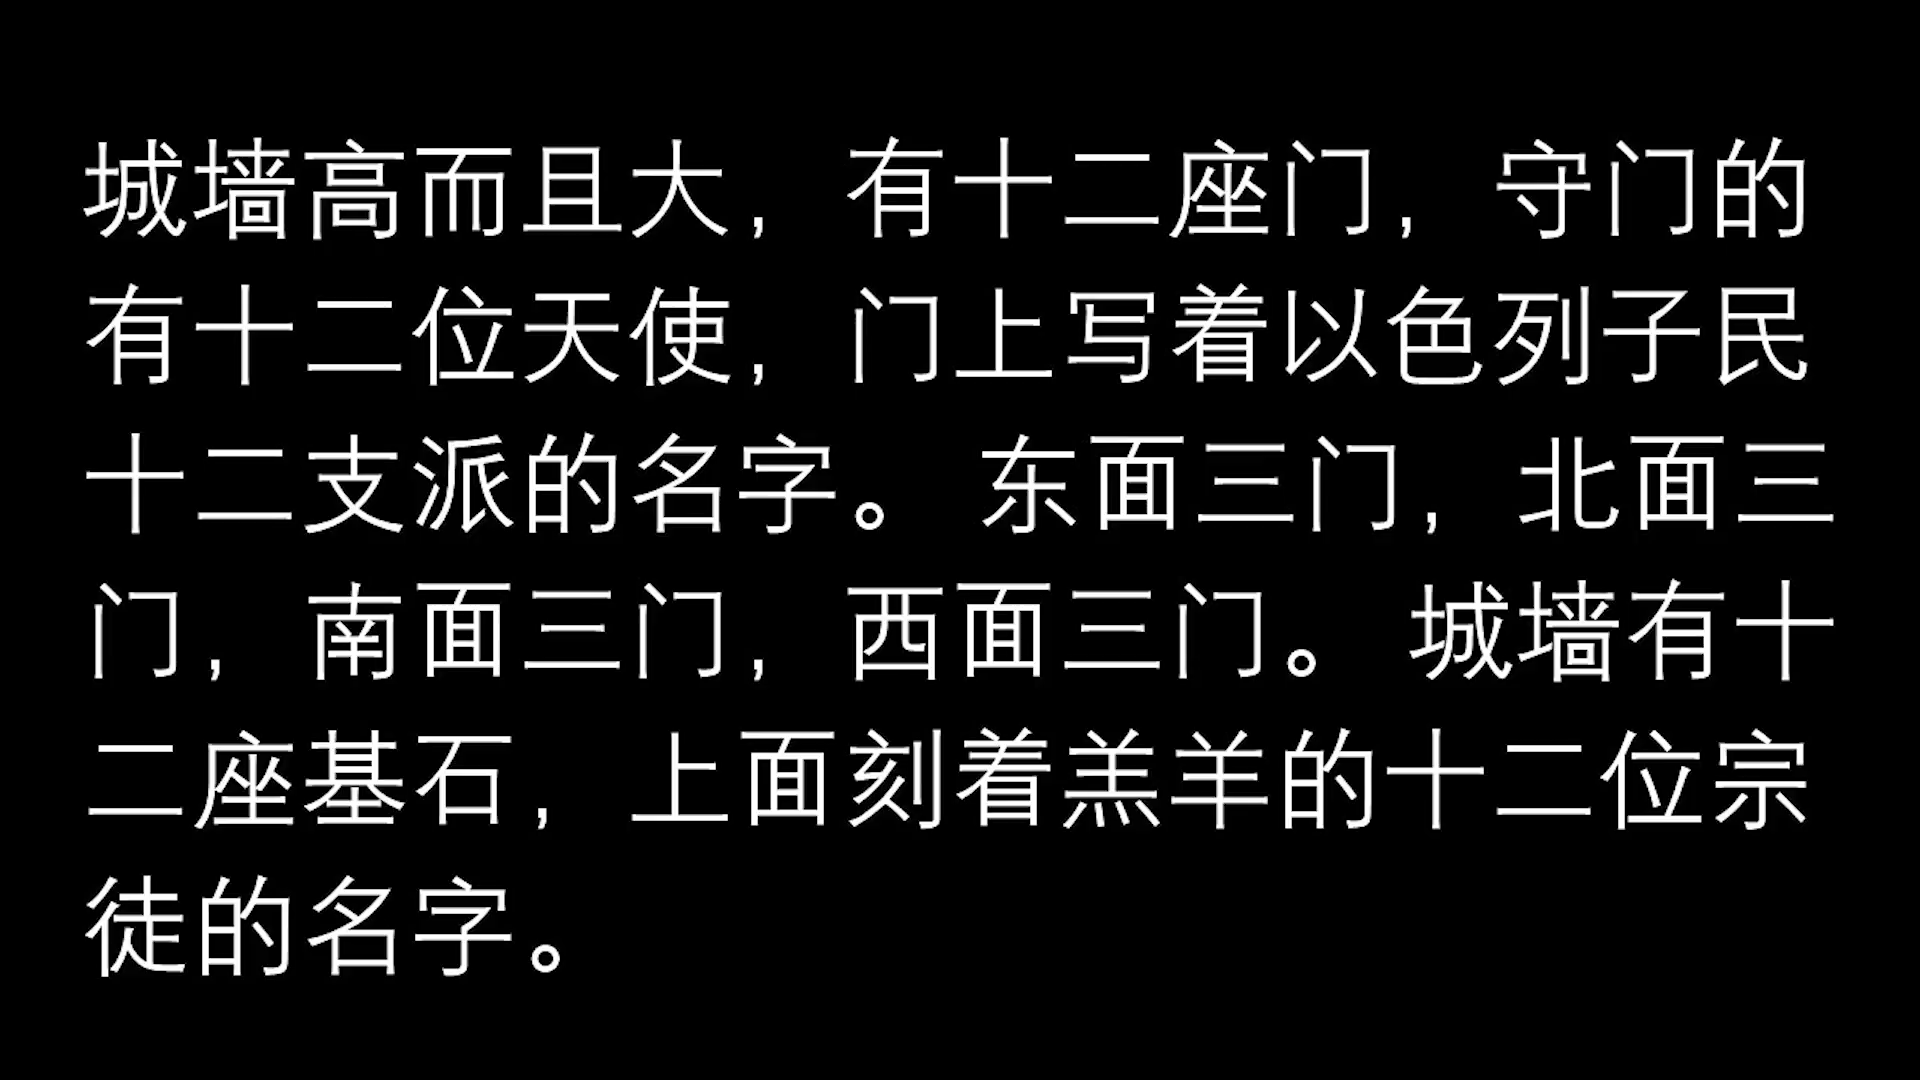 城墙高而且大，有十二座门，守门的
有十二位天使，门上写着以色列子民
十二支派的名字。 东面三门，北面三
门，南面三门，西面三门。 城墙有十
二座基石，上面刻着羔羊的十二位宗
徒的名字。